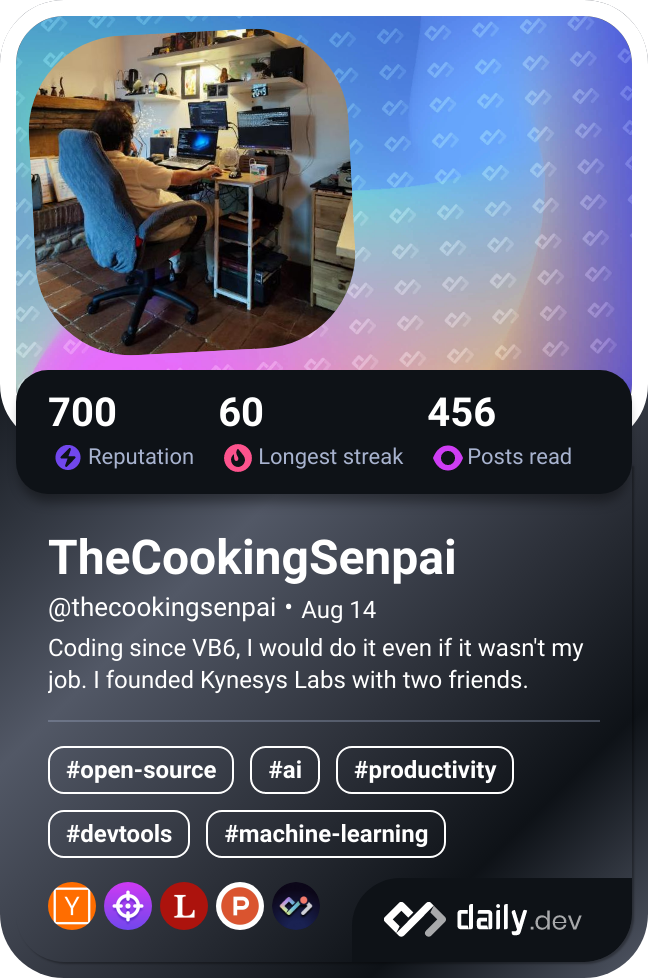 700 60 456
Reputation Longest streak Posts read
TheCookingSenpai
@thecookingsenpai • Aug 14
Coding since VB6, I would do it even if it wasn't my
job. I founded Kynesys Labs with two friends.
#open-source #ai #productivity
#devtools #machine-learning
Y L P
daily.dev